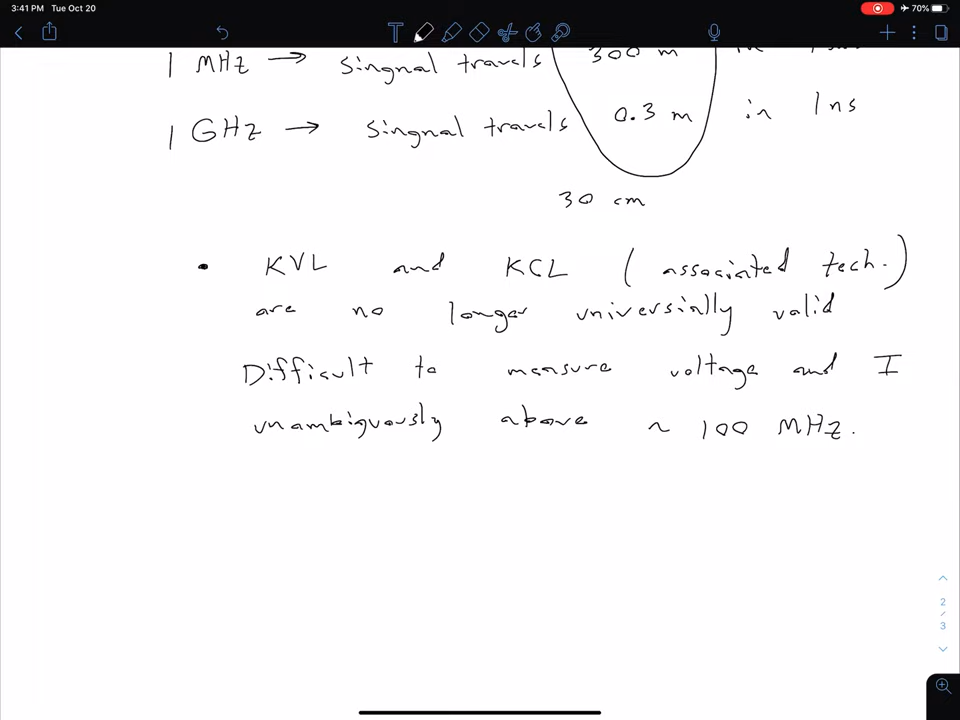 3:41 PM Tue Oct 20
70%
1 MHz → Singnal travels 300 m in
1 GHz → Singnal travels 0.3 m in 1ns
30 cm
• KVL and KCL (associated tech.)
are no longer universially valid
Difficult to measure voltage and I
unambiguously above ~ 100 MHz.
2
/
3